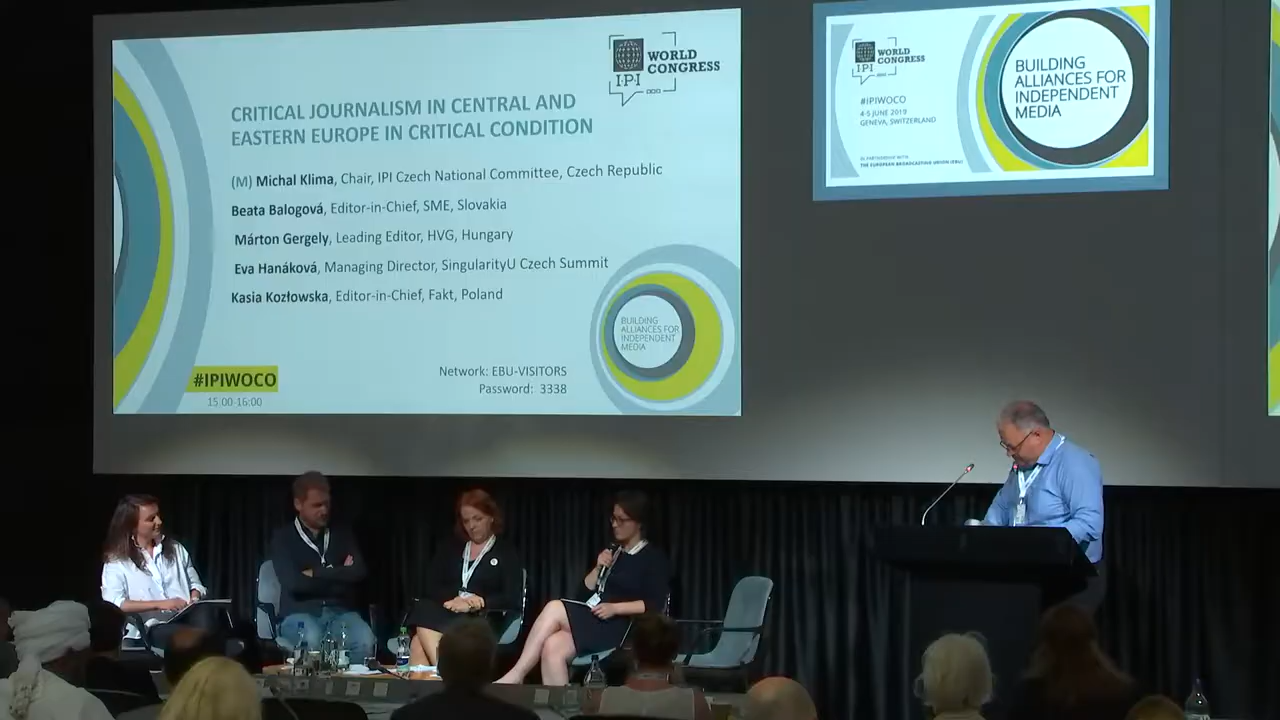 IPI
WORLD
CONGRESS
CRITICAL JOURNALISM IN CENTRAL AND
EASTERN EUROPE IN CRITICAL CONDITION
(M) Michal Klima, Chair, IPI Czech National Committee, Czech Republic
Beata Balogová, Editor-in-Chief, SME, Slovakia
Márton Gergely, Leading Editor, HVG, Hungary
Eva Hanáková, Managing Director, SingularityU Czech Summit
Kasia Kozłowska, Editor-in-Chief, Fakt, Poland
BUILDING
ALLIANCES FOR
INDEPENDENT
MEDIA
#IPIWOCO
15:00-16:00
Network: EBU-VISITORS
Password: 3338
IPI
WORLD
CONGRESS
#IPIWOCO
4-5 JUNE 2019
GENEVA, SWITZERLAND
IN PARTNERSHIP WITH
THE EUROPEAN BROADCASTING UNION (EBU)
BUILDING
ALLIANCES FOR
INDEPENDENT
MEDIA